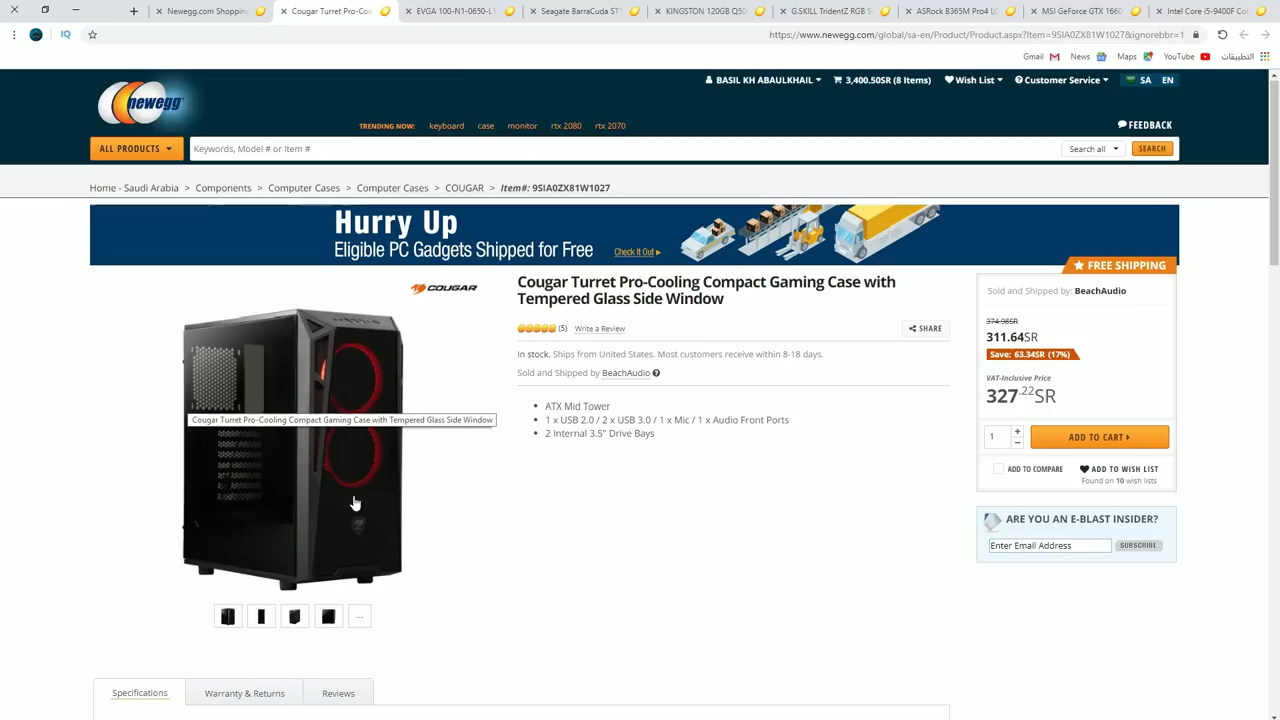 Newegg.com Shopping
Cougar Turret Pro-Coo
EVGA 100-N1-0650-L1
Seagate BarraCuda ST
KINGSTON 120GB Q50
G.SKILL TridentZ RGB S
ASRock B365M Pro4 LG
MSI GeForce GTX 1660
Intel Core i5-9400F Cof
IQ
https://www.newegg.com/global/sa-en/Product/Product.aspx?Item=9SIA0ZX81W1027&ignorebbr=1
Gmail
News
Maps
YouTube
التطبيقات
newegg
BASIL KH ABAULKHAIL
3,400.50SR (8 Items)
Wish List
Customer Service
SA
EN
TRENDING NOW: keyboard case monitor rtx 2080 rtx 2070
FEEDBACK
ALL PRODUCTS
Keywords, Model # or Item #
Search all
SEARCH
Home - Saudi Arabia > Components > Computer Cases > Computer Cases > COUGAR > Item#: 9SIA0ZX81W1027
Hurry Up
Eligible PC Gadgets Shipped for Free
Check It Out
COUGAR
Cougar Turret Pro-Cooling Compact Gaming Case with
Tempered Glass Side Window
(5)
Write a Review
SHARE
In stock. Ships from United States. Most customers receive within 8-18 days.
Sold and Shipped by BeachAudio
ATX Mid Tower
1 x USB 2.0 / 2 x USB 3.0 / 1 x Mic / 1 x Audio Front Ports
2 Internal 3.5" Drive Bays
Cougar Turret Pro-Cooling Compact Gaming Case with Tempered Glass Side Window
...
FREE SHIPPING
Sold and Shipped by: BeachAudio
374.98SR
311.64SR
Save: 63.34SR (17%)
VAT-Inclusive Price
327.22SR
1
+
−
ADD TO CART
ADD TO COMPARE
ADD TO WISH LIST
Found on 10 wish lists
ARE YOU AN E-BLAST INSIDER?
Enter Email Address
SUBSCRIBE
Specifications
Warranty & Returns
Reviews